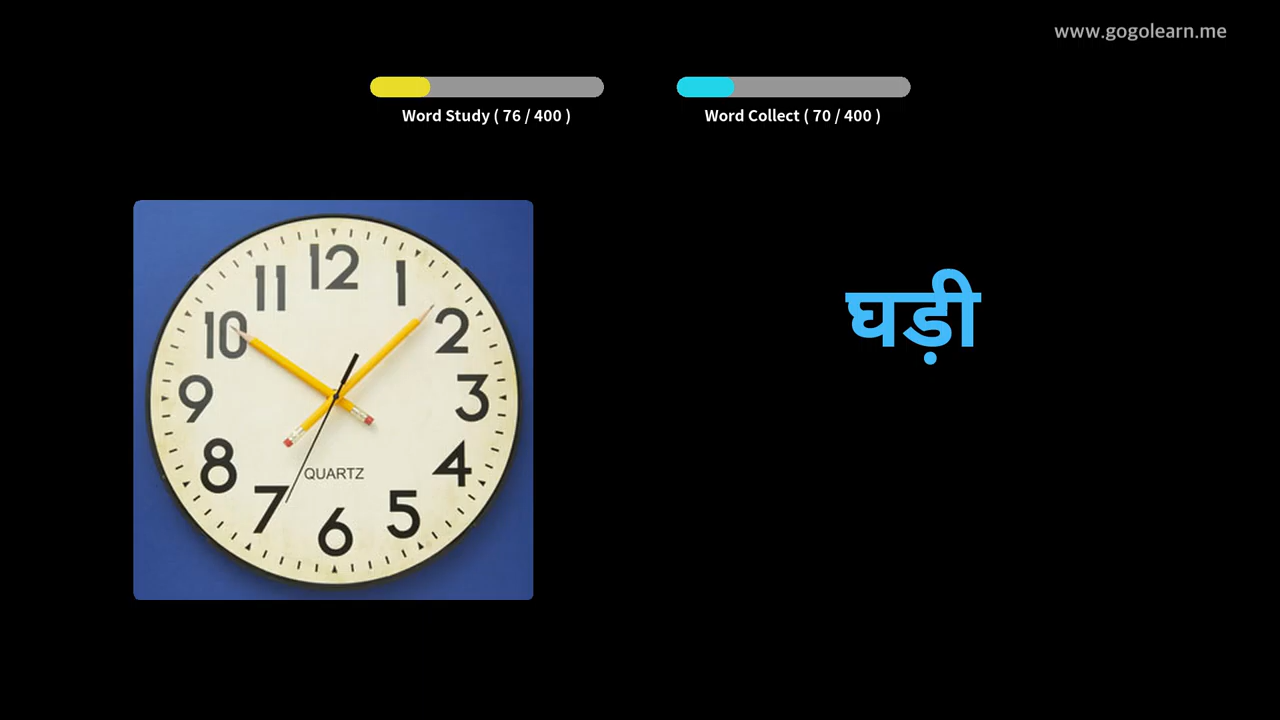 www.gogolearn.me
Word Study ( 76 / 400 )
Word Collect ( 70 / 400 )
12
11
1
10
2
9
3
8
4
QUARTZ
7
5
6
घड़ी